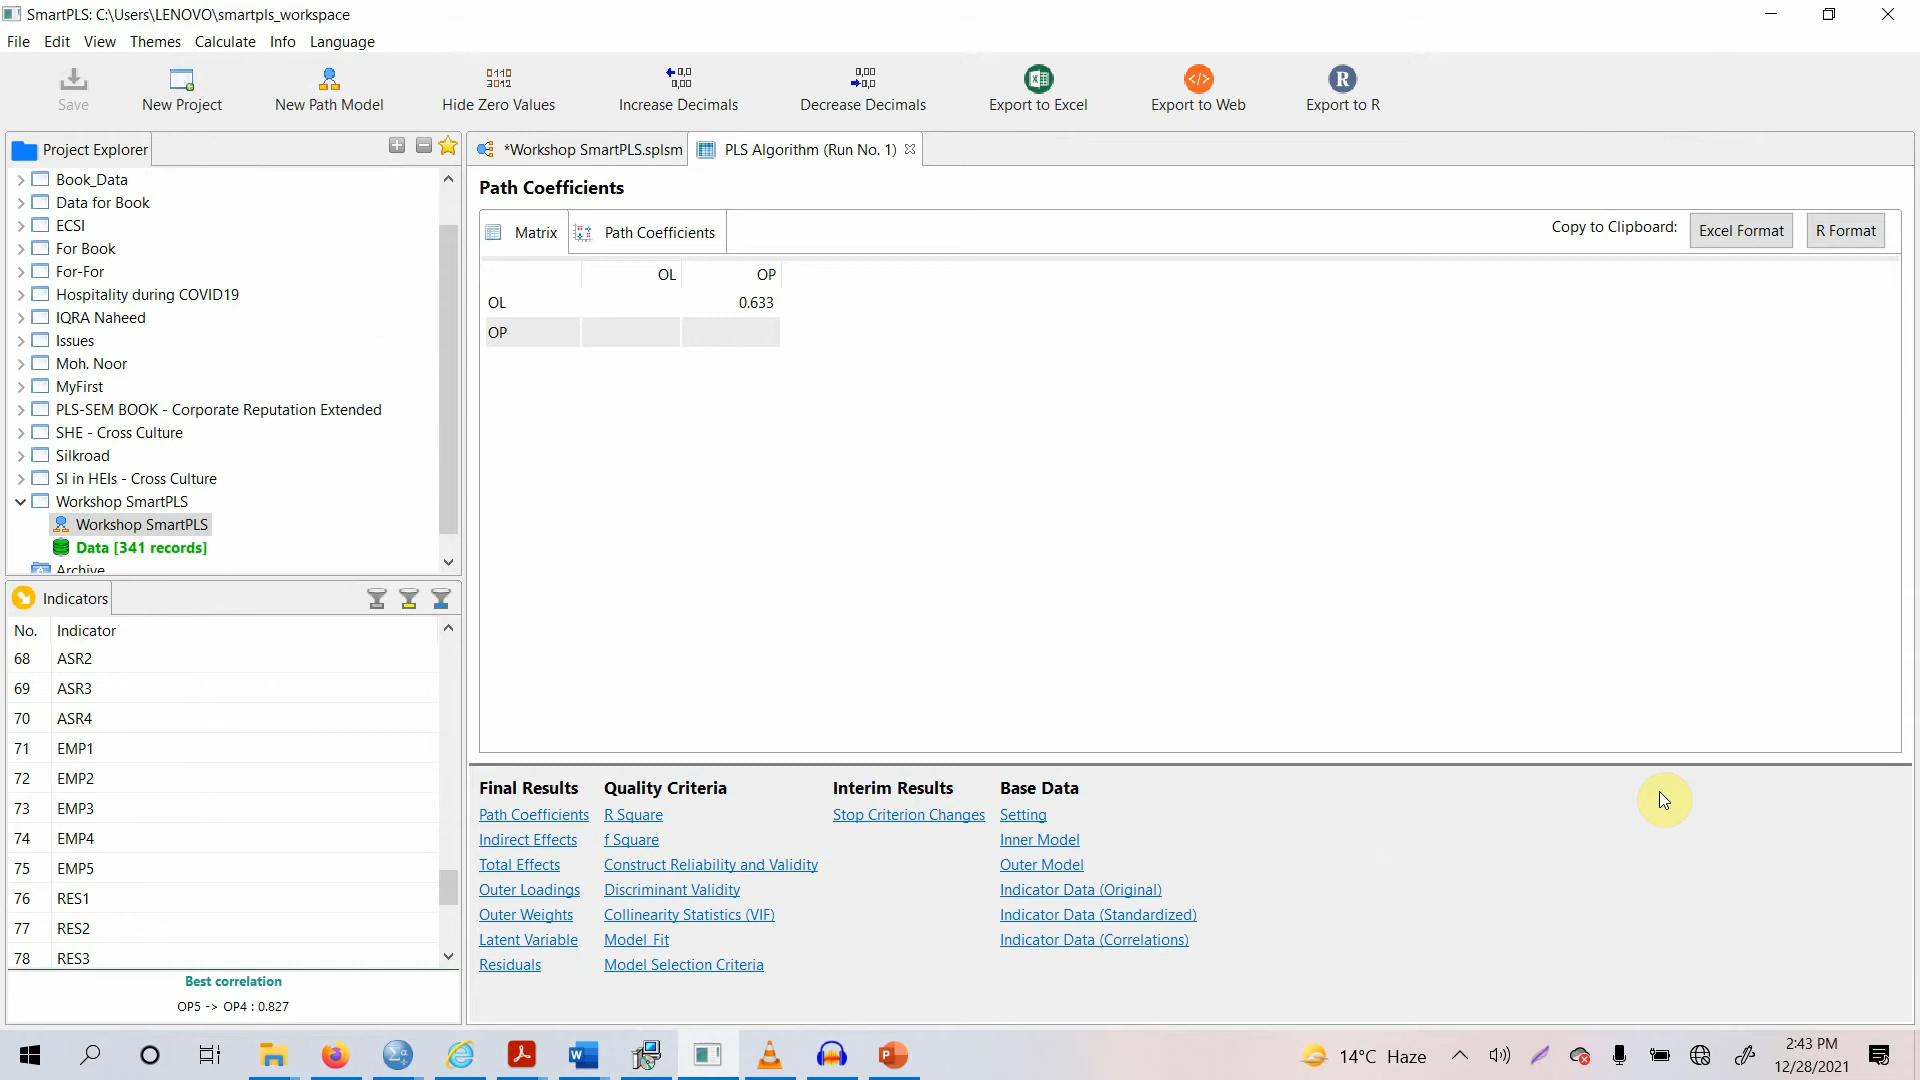 SmartPLS: C:\Users\LENOVO\smartpls_workspace
File Edit View Themes Calculate Info Language
Save New Project New Path Model Hide Zero Values Increase Decimals Decrease Decimals Export to Excel Export to Web Export to R
Project Explorer
Book_Data
Data for Book
ECSI
For Book
For-For
Hospitality during COVID19
IQRA Naheed
Issues
Moh. Noor
MyFirst
PLS-SEM BOOK - Corporate Reputation Extended
SHE - Cross Culture
Silkroad
SI in HEIs - Cross Culture
Workshop SmartPLS
Workshop SmartPLS
Data [341 records]
Archive
Indicators
No. Indicator
68 ASR2
69 ASR3
70 ASR4
71 EMP1
72 EMP2
73 EMP3
74 EMP4
75 EMP5
76 RES1
77 RES2
78 RES3
Best correlation
OP5 -> OP4 : 0.827
*Workshop SmartPLS.splsm PLS Algorithm (Run No. 1)
Path Coefficients
Matrix Path Coefficients Copy to Clipboard: Excel Format R Format
OL OP
OL 0.633
OP
Final Results Quality Criteria Interim Results Base Data
Path Coefficients R Square Stop Criterion Changes Setting
Indirect Effects f Square Inner Model
Total Effects Construct Reliability and Validity Outer Model
Outer Loadings Discriminant Validity Indicator Data (Original)
Outer Weights Collinearity Statistics (VIF) Indicator Data (Standardized)
Latent Variable Model_Fit Indicator Data (Correlations)
Residuals Model Selection Criteria
14°C Haze 2:43 PM
12/28/2021